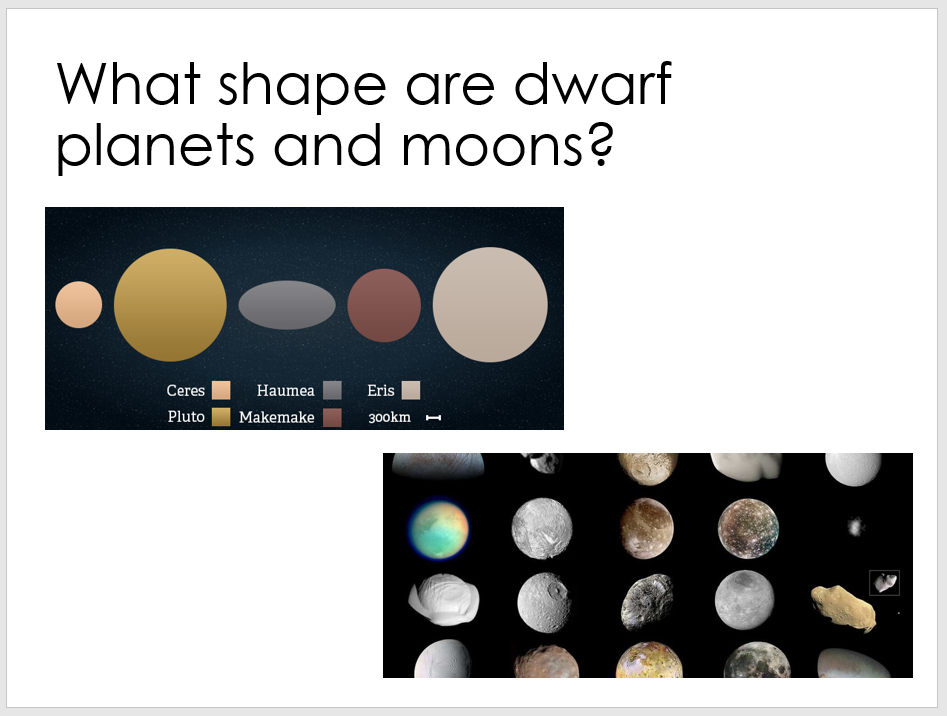 What shape are dwarf
planets and moons?
Ceres Haumea Eris
Pluto Makemake 300km